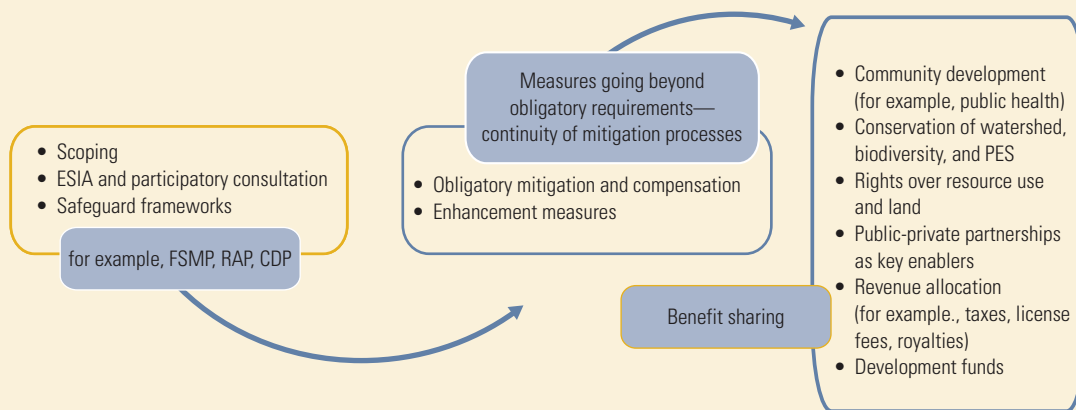 • Scoping
• ESIA and participatory consultation
• Safeguard frameworks
for example, FSMP, RAP, CDP
Measures going beyond
obligatory requirements—
continuity of mitigation processes
• Obligatory mitigation and compensation
• Enhancement measures
Benefit sharing
• Community development
(for example, public health)
• Conservation of watershed,
biodiversity, and PES
• Rights over resource use
and land
• Public-private partnerships
as key enablers
• Revenue allocation
(for example., taxes, license
fees, royalties)
• Development funds